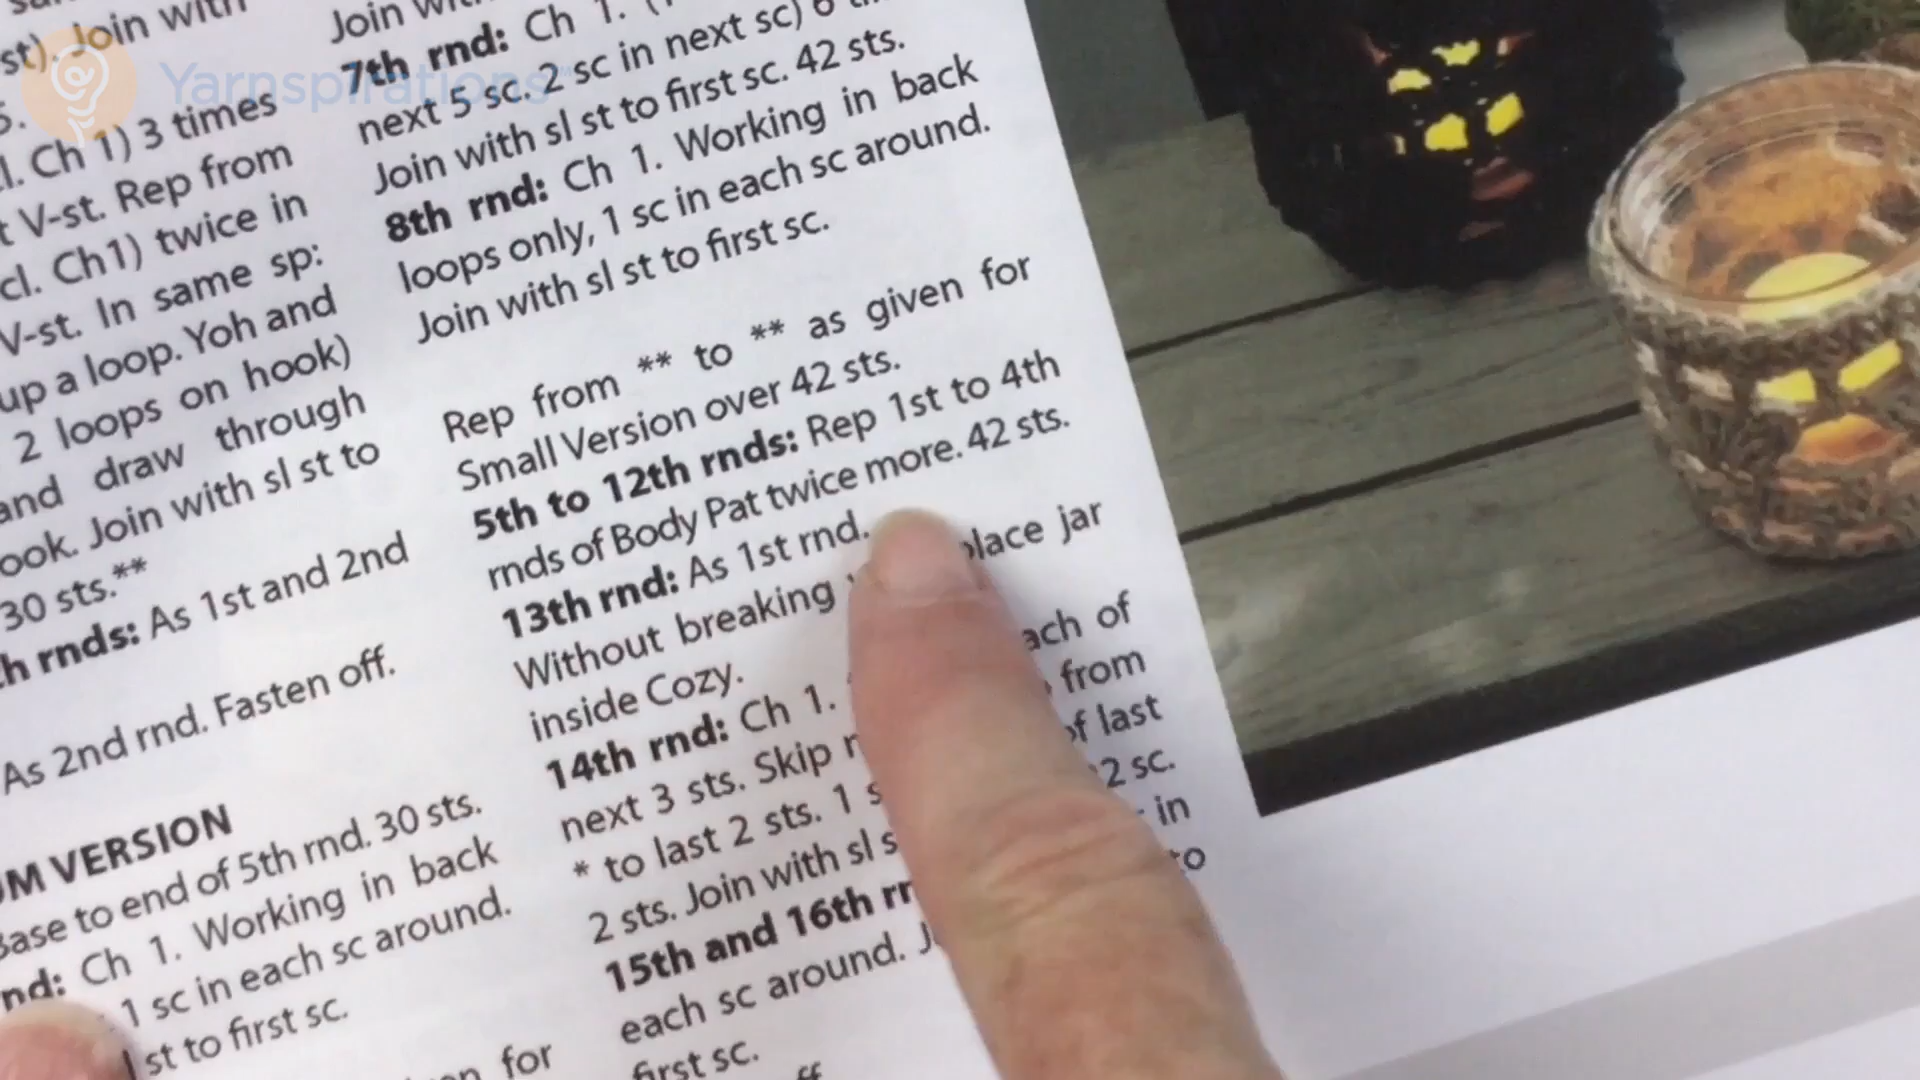 Yarnspirations™
st). Join with
5.
l. Ch 1) 3 times
t V-st. Rep from
cl. Ch1) twice in
V-st. In same sp:
up a loop. Yoh and
2 loops on hook)
and draw through
ook. Join with sl st to
30 sts.**
h rnds: As 1st and 2nd
As 2nd rnd. Fasten off.
UM VERSION
Base to end of 5th rnd. 30 sts.
nd: Ch 1. Working in back
1 sc in each sc around.
l st to first sc.
for
Join
7th rnd: Ch 1.
next 5 sc. 2 sc in next sc) 6
Join with sl st to first sc. 42 sts.
8th rnd: Ch 1. Working in back
loops only, 1 sc in each sc around.
Join with sl st to first sc.
Rep from ** to ** as given for
Small Version over 42 sts.
5th to 12th rnds: Rep 1st to 4th
rnds of Body Pat twice more. 42 sts.
13th rnd: As 1st rnd.
Without breaking place jar
inside Cozy.
14th rnd: Ch 1. ach of
next 3 sts. Skip from
* to last 2 sts. 1 s of last
2 sts. Join with sl s 2 sc.
15th and 16th rn in
each sc around. J to
first sc.